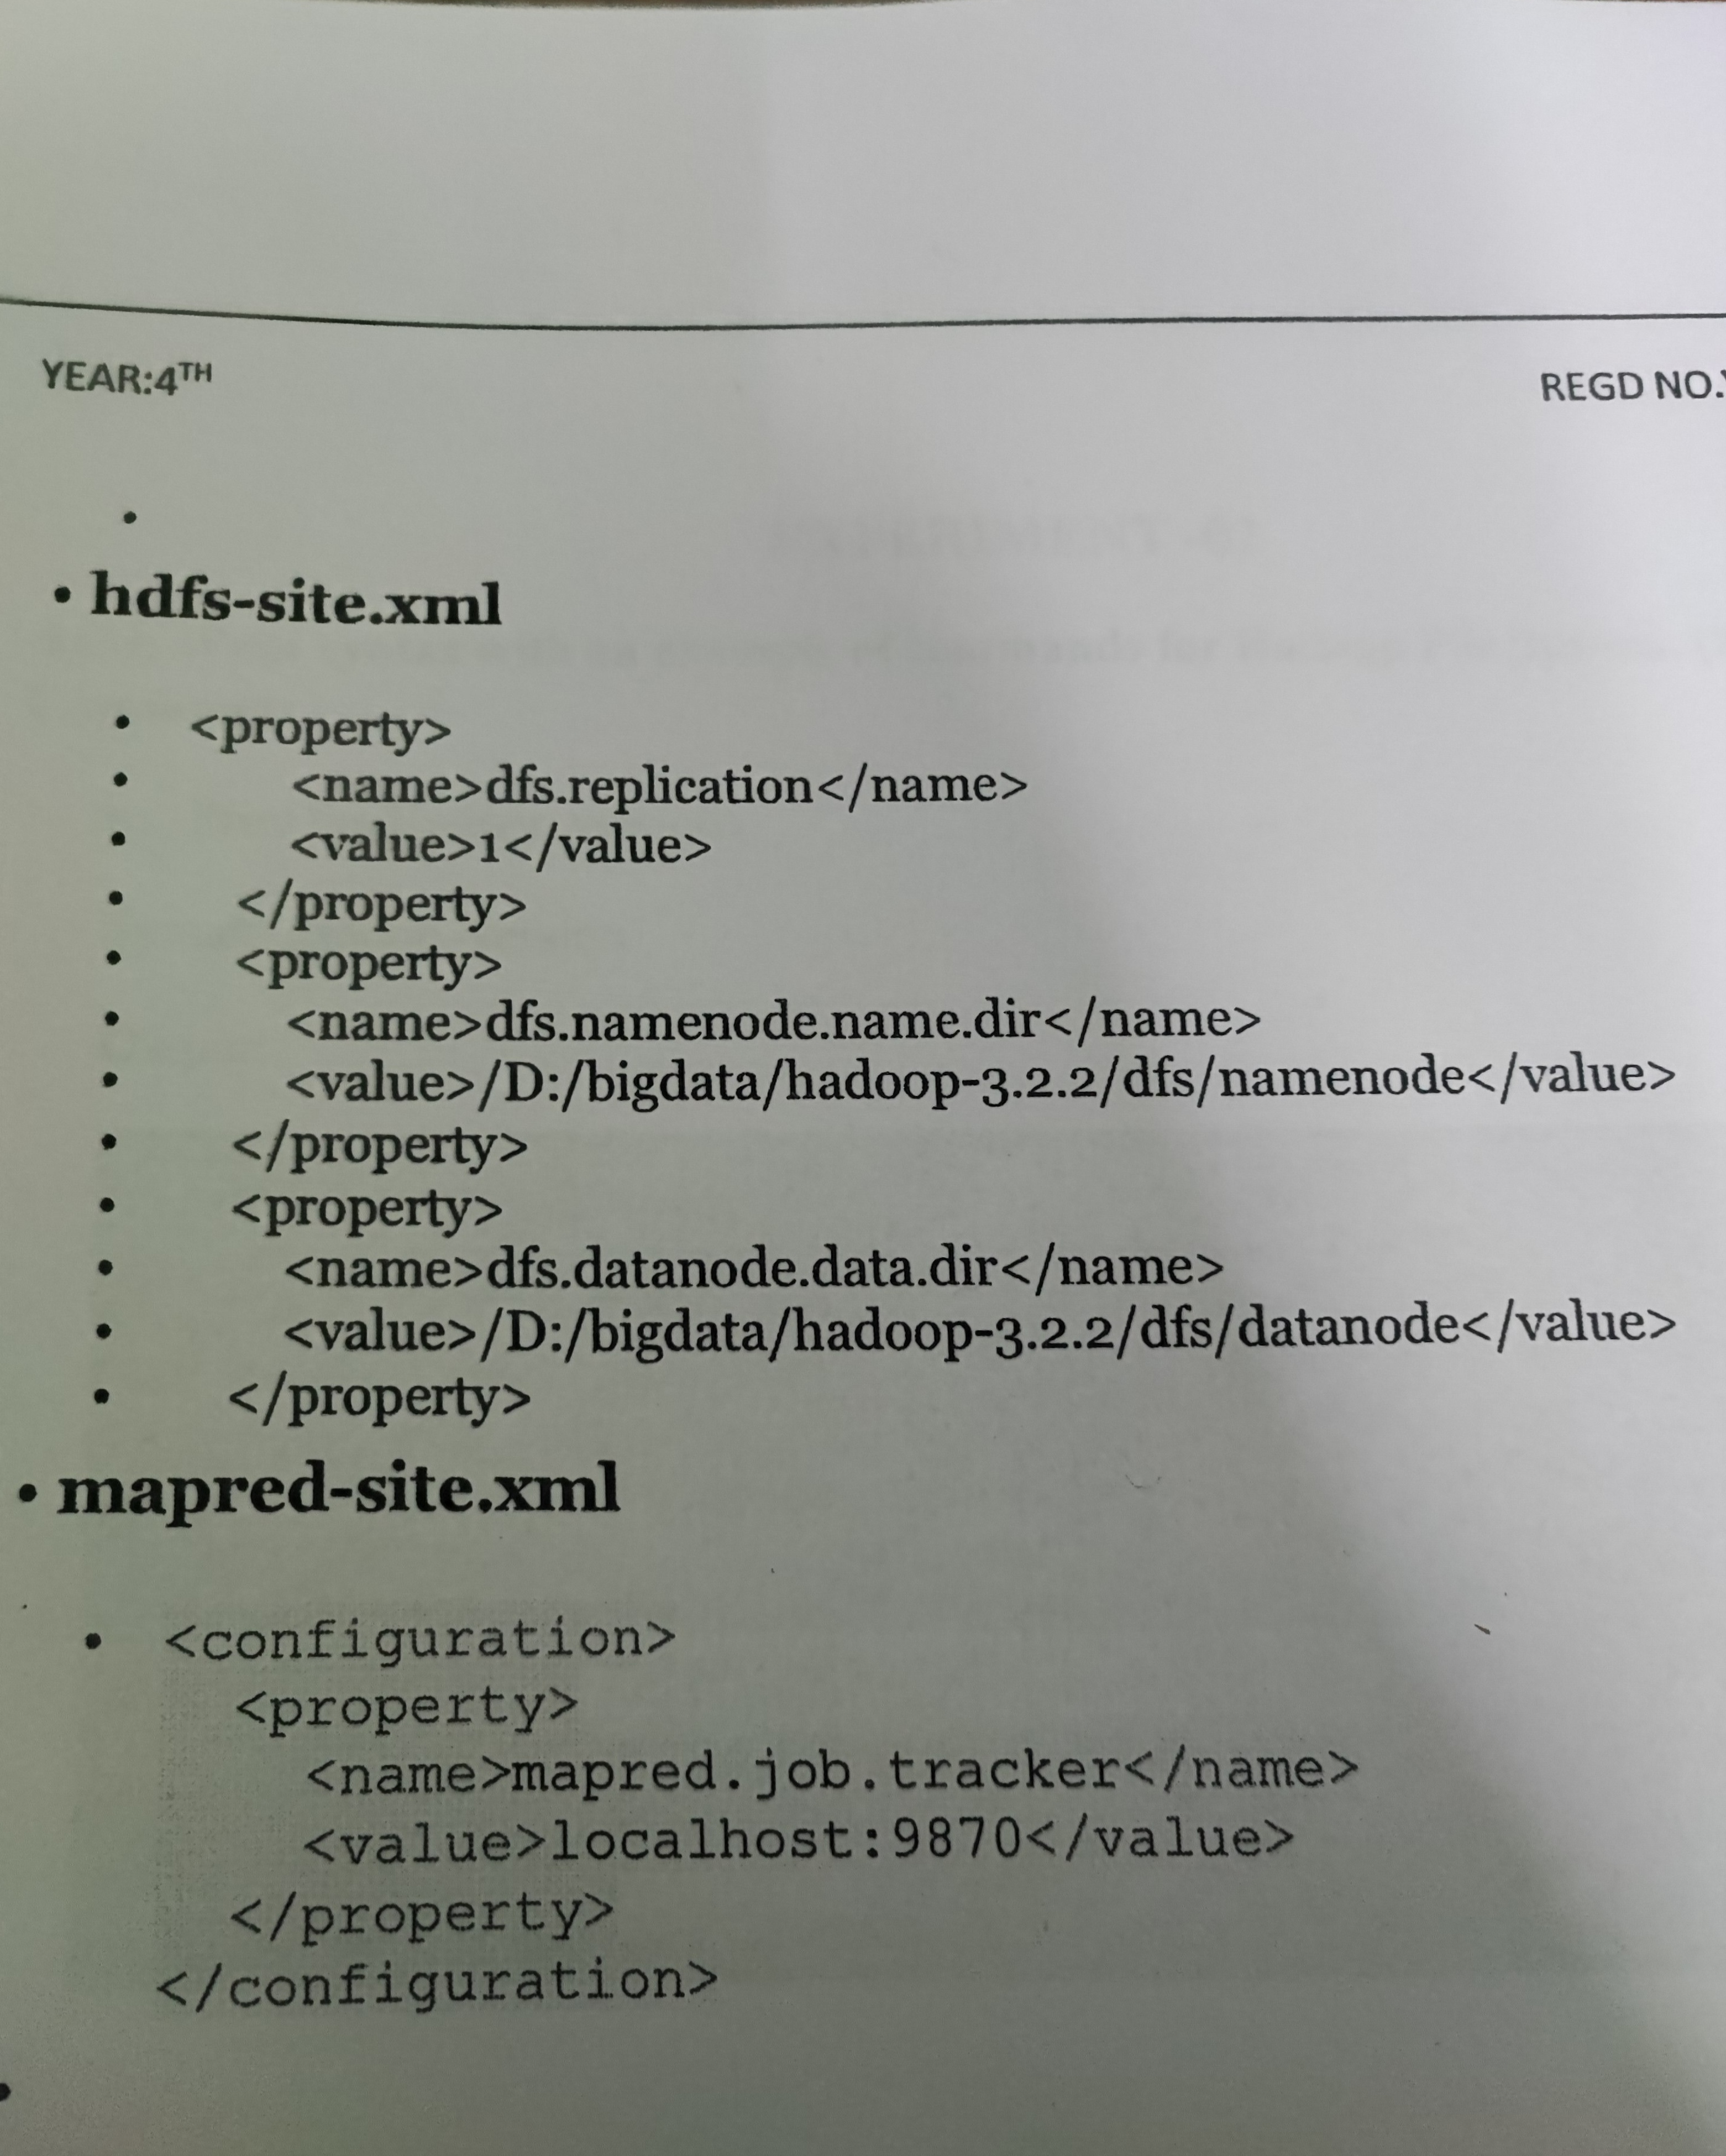 YEAR:4TH
REGD NO.
•
• hdfs-site.xml
• <property>
• <name>dfs.replication</name>
• <value>1</value>
• </property>
• <property>
• <name>dfs.namenode.name.dir</name>
• <value>/D:/bigdata/hadoop-3.2.2/dfs/namenode</value>
• </property>
• <property>
• <name>dfs.datanode.data.dir</name>
• <value>/D:/bigdata/hadoop-3.2.2/dfs/datanode</value>
• </property>
• mapred-site.xml
• <configuration>
<property>
<name>mapred.job.tracker</name>
<value>localhost:9870</value>
</property>
</configuration>
•